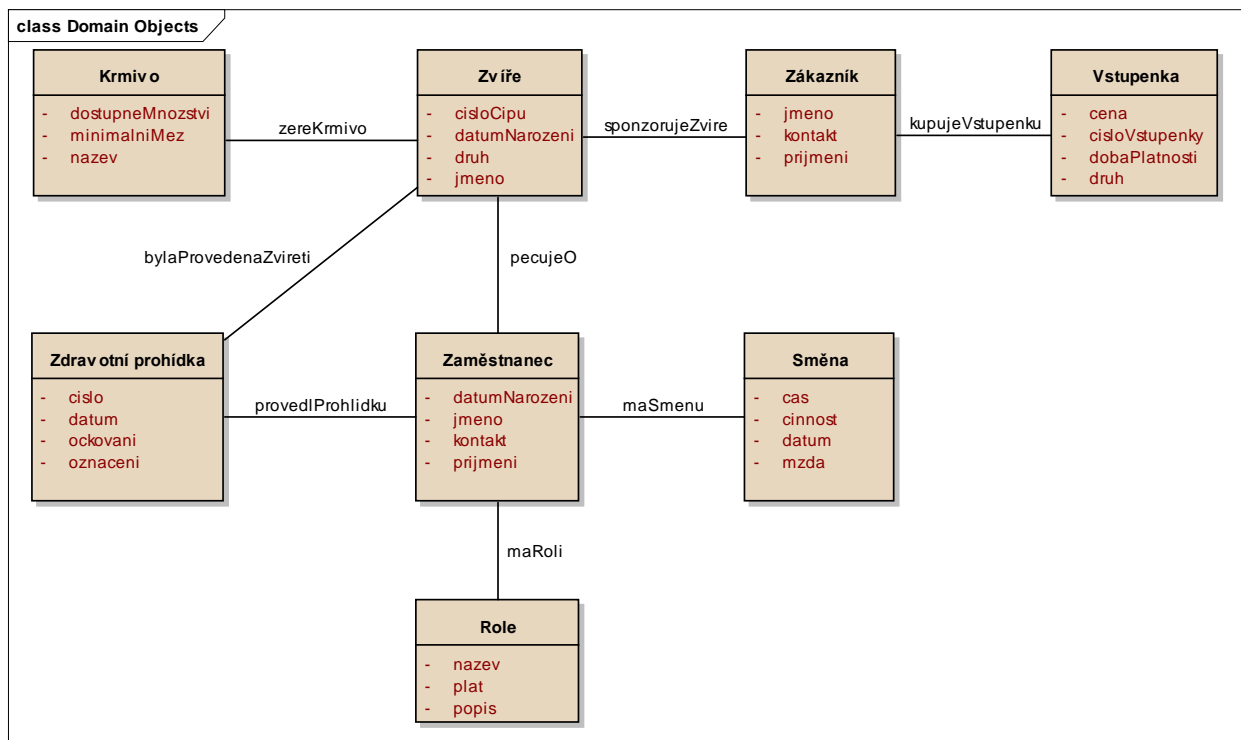 class Domain Objects
Krmivo
- dostupneMnozstvi
- minimalniMez
- nazev
zereKrmivo
Zvíře
- cisloCipu
- datumNarozeni
- druh
- jmeno
sponzorujeZvire
Zákazník
- jmeno
- kontakt
- prijmeni
kupujeVstupenku
Vstupenka
- cena
- cisloVstupenky
- dobaPlatnosti
- druh
bylaProvedenaZvireti
pecujeO
Zdravotní prohídka
- cislo
- datum
- ockovani
- oznaceni
provedlProhlidku
Zaměstnanec
- datumNarozeni
- jmeno
- kontakt
- prijmeni
maSmenu
Směna
- cas
- cinnost
- datum
- mzda
maRoli
Role
- nazev
- plat
- popis